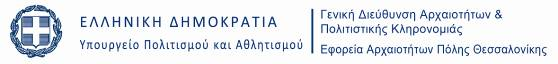 ΕΛΛΗΝΙΚΗ ΔΗΜΟΚΡΑΤΙΑ
Υπουργείο Πολιτισμού και Αθλητισμού
Γενική Διεύθυνση Αρχαιοτήτων &
Πολιτιστικής Κληρονομιάς
Εφορεία Αρχαιοτήτων Πόλης Θεσσαλονίκης